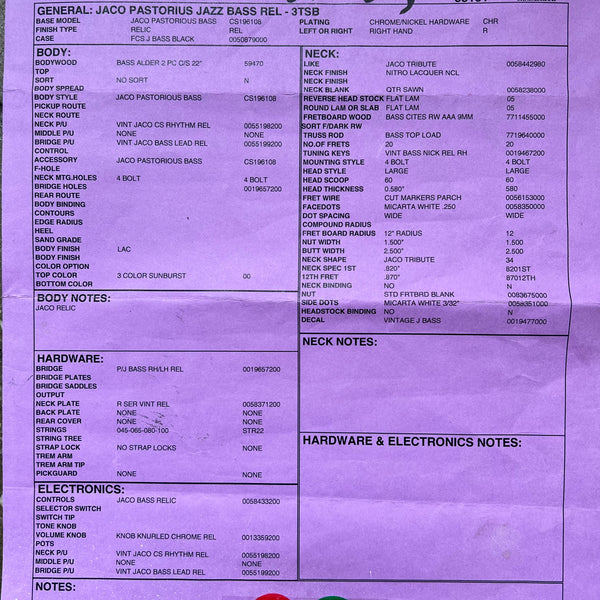 GENERAL: JACO PASTORIUS JAZZ BASS REL - 3TSB
BASE MODEL JACO PASTORIOUS BASS CS196108 PLATING CHROME/NICKEL HARDWARE CHR
FINISH TYPE RELIC REL LEFT OR RIGHT RIGHT HAND R
CASE FCS J BASS BLACK 0050879000
BODY:
BODYWOOD BASS ALDER 2 PC C/S 22" 59470
TOP
SORT NO SORT N
BODY SPREAD
BODY STYLE JACO PASTORIOUS BASS CS196108
PICKUP ROUTE
NECK ROUTE
NECK P/U VINT JACO CS RHYTHM REL 0055198200
MIDDLE P/U NONE NONE
BRIDGE P/U VINT JACO BASS LEAD REL 0055199200
CONTROL
ACCESSORY JACO PASTORIOUS BASS CS196108
F-HOLE
NECK MTG.HOLES 4 BOLT 4 BOLT
BRIDGE HOLES 0019657200
REAR ROUTE
BODY BINDING
CONTOURS
EDGE RADIUS
HEEL
SAND GRADE
BODY FINISH LAC
BODY FINISH
COLOR OPTION
TOP COLOR 3 COLOR SUNBURST 00
BOTTOM COLOR
BODY NOTES:
JACO RELIC
HARDWARE:
BRIDGE P/J BASS RH/LH REL 0019657200
BRIDGE PLATES
BRIDGE SADDLES
OUTPUT
NECK PLATE R SER VINT REL 0058371200
BACK PLATE NONE NONE
REAR COVER NONE NONE
STRINGS 045-065-080-100 STR22
STRING TREE
STRAP LOCK NO STRAP LOCKS NONE
TREM ARM
TREM ARM TIP
PICKGUARD NONE NONE
ELECTRONICS:
CONTROLS JACO BASS RELIC 0058433200
SELECTOR SWITCH
SWITCH TIP
TONE KNOB
VOLUME KNOB KNOB KNURLED CHROME REL 0013359200
POTS
NECK P/U VINT JACO CS RHYTHM REL 0055198200
MIDDLE P/U NONE NONE
BRIDGE P/U VINT JACO BASS LEAD REL 0055199200
NOTES:
NECK:
LIKE JACO TRIBUTE 0058442980
NECK FINISH NITRO LACQUER NCL
NECK FINISH
NECK BLANK QTR SAWN 0058238000
REVERSE HEAD STOCK FLAT LAM 05
ROUND LAM OR SLAB FLAT LAM 05
FRETBOARD WOOD BASS CITES RW AAA 9MM 7711455000
SORT F/DARK RW
TRUSS ROD BASS TOP LOAD 7719640000
NO.OF FRETS 20 20
TUNING KEYS VINT BASS NICK REL RH 0019467200
MOUNTING STYLE 4 BOLT 4 BOLT
HEAD STYLE LARGE LARGE
HEAD SCOOP 60 60
HEAD THICKNESS 0.580" 580
FRET WIRE CUT MARKERS PARCH 0056153000
FACEDOTS MICARTA WHITE .250 0058350000
DOT SPACING WIDE WIDE
COMPOUND RADIUS
FRET BOARD RADIUS 12" RADIUS 12
NUT WIDTH 1.500" 1.500
BUTT WIDTH 2.500" 2.500
NECK SHAPE JACO TRIBUTE 34
NECK SPEC 1ST .820" 8201ST
12TH FRET .870" 87012TH
NECK BINDING NO N
NUT STD FRTBRD BLANK 0083675000
SIDE DOTS MICARTA WHITE 3/32" 0058351000
HEADSTOCK BINDING NO N
DECAL VINTAGE J BASS 0019477000
NECK NOTES:
HARDWARE & ELECTRONICS NOTES: